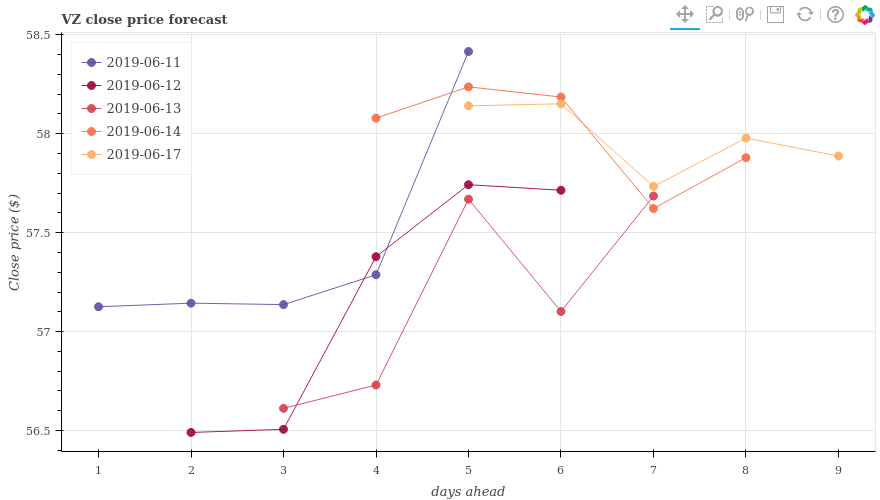 VZ close price forecast
58.5
58
57.5
57
56.5
Close price ($)
2019-06-11
2019-06-12
2019-06-13
2019-06-14
2019-06-17
1 2 3 4 5 6 7 8 9
days ahead